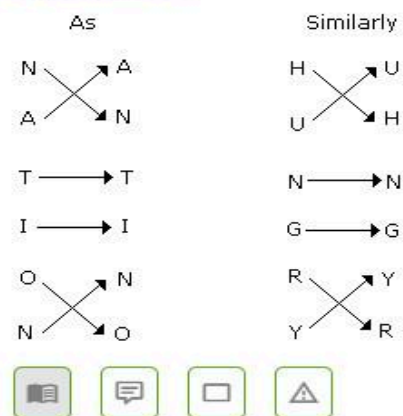 As Similarly
N A H U
A N U H
T T N N
I I G G
O N R Y
N O Y R